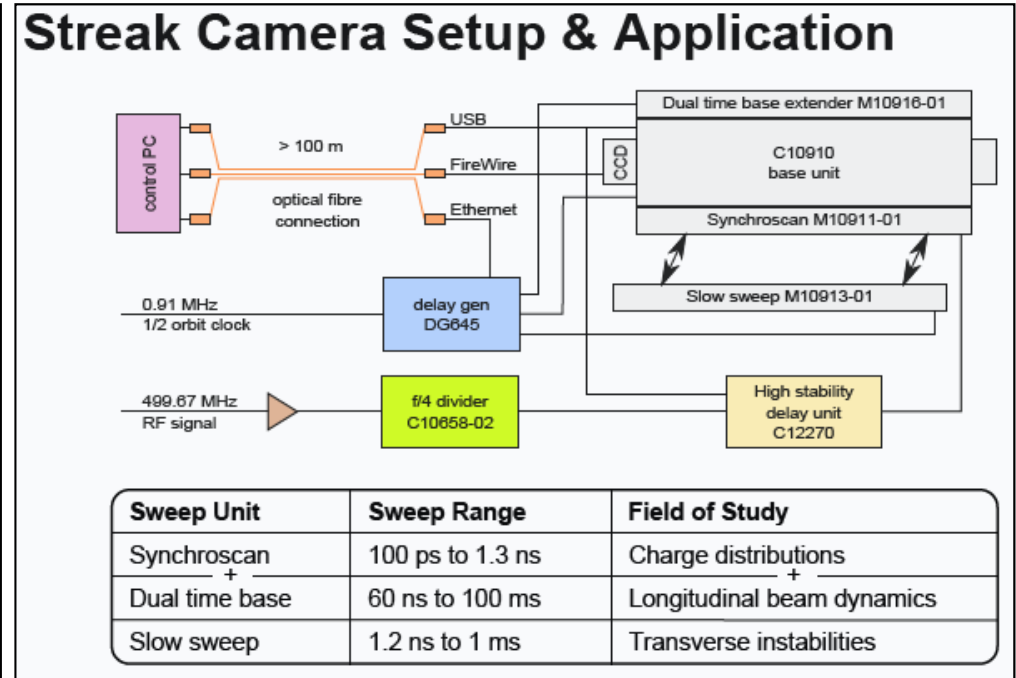 Streak Camera Setup & Application
Dual time base extender M10916-01
USB
control PC
> 100 m
CCD
C10910
base unit
FireWire
optical fibre
connection
Ethernet
Synchroscan M10911-01
0.91 MHz
1/2 orbit clock
delay gen
DG645
Slow sweep M10913-01
499.67 MHz
RF signal
f/4 divider
C10658-02
High stability
delay unit
C12270
Sweep Unit Sweep Range Field of Study
Synchroscan 100 ps to 1.3 ns Charge distributions
+ +
Dual time base 60 ns to 100 ms Longitudinal beam dynamics
Slow sweep 1.2 ns to 1 ms Transverse instabilities